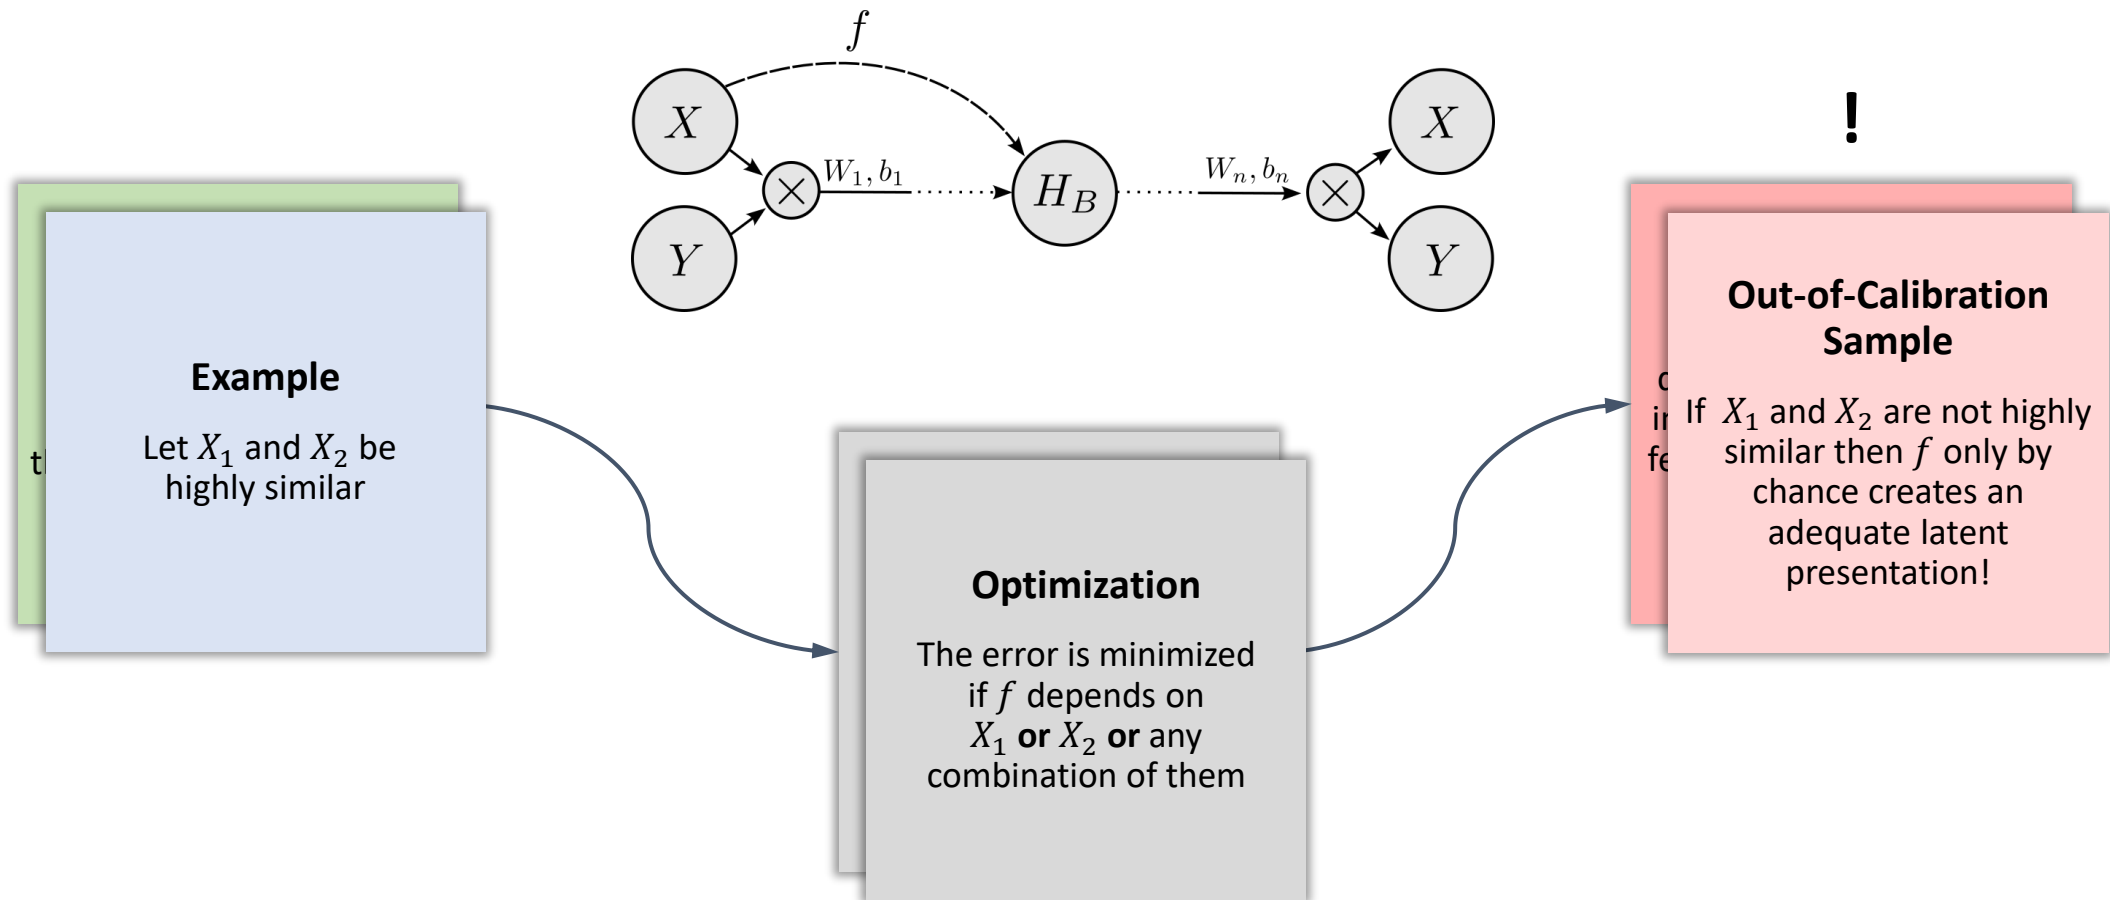 f
X
X
!
W₁, b₁
Wₙ, bₙ
H_B
Y
Y
Example
Let X₁ and X₂ be
highly similar
Optimization
The error is minimized
if f depends on
X₁ or X₂ or any
combination of them
Out-of-Calibration
Sample
If X₁ and X₂ are not highly
similar then f only by
chance creates an
adequate latent
presentation!